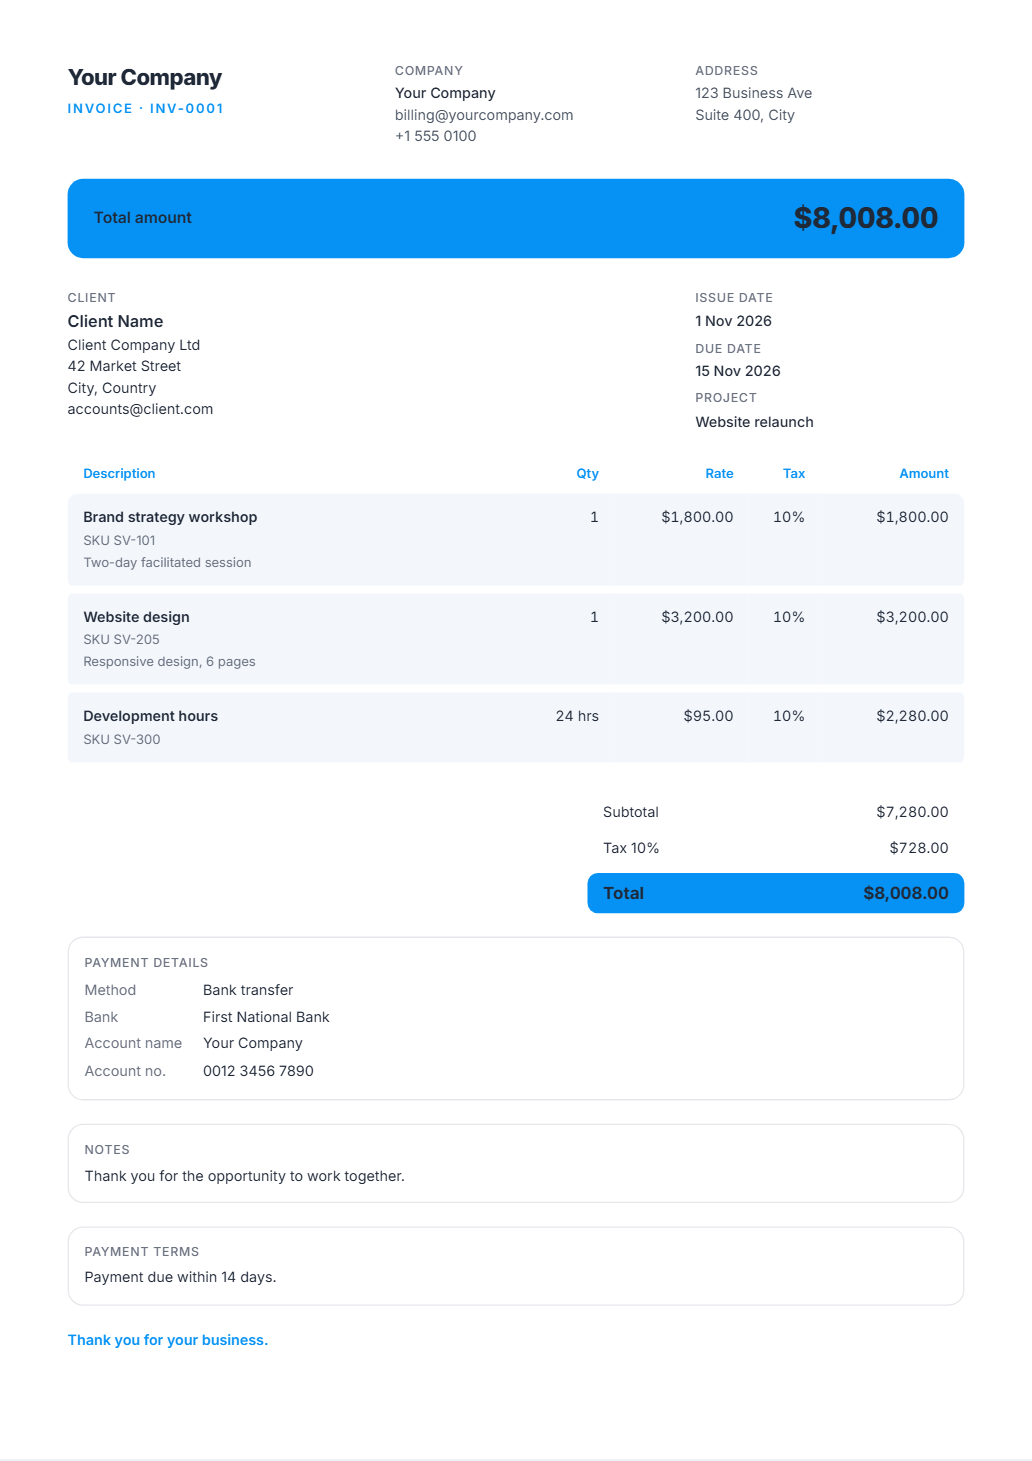 Your Company
INVOICE · INV-0001
COMPANY
Your Company
billing@yourcompany.com
+1 555 0100
ADDRESS
123 Business Ave
Suite 400, City
Total amount $8,008.00
CLIENT
Client Name
Client Company Ltd
42 Market Street
City, Country
accounts@client.com
ISSUE DATE
1 Nov 2026
DUE DATE
15 Nov 2026
PROJECT
Website relaunch
Description Qty Rate Tax Amount
Brand strategy workshop 1 $1,800.00 10% $1,800.00
SKU SV-101
Two-day facilitated session
Website design 1 $3,200.00 10% $3,200.00
SKU SV-205
Responsive design, 6 pages
Development hours 24 hrs $95.00 10% $2,280.00
SKU SV-300
Subtotal $7,280.00
Tax 10% $728.00
Total $8,008.00
PAYMENT DETAILS
Method Bank transfer
Bank First National Bank
Account name Your Company
Account no. 0012 3456 7890
NOTES
Thank you for the opportunity to work together.
PAYMENT TERMS
Payment due within 14 days.
Thank you for your business.